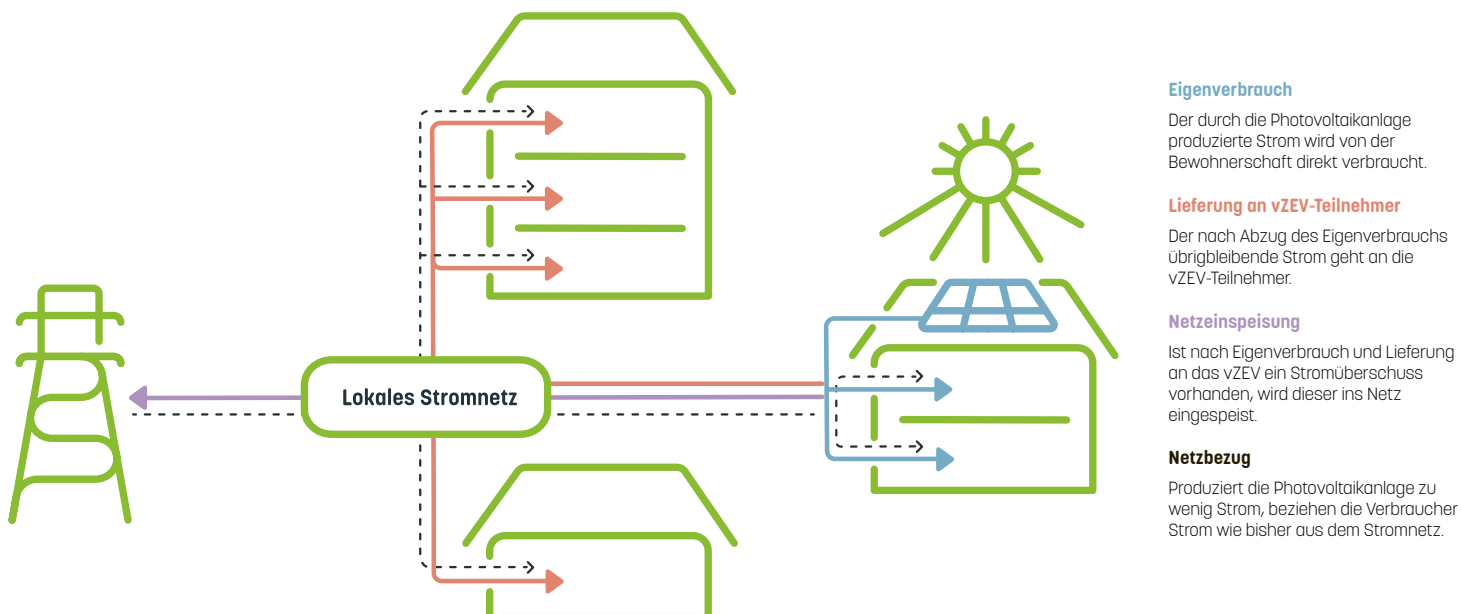 Eigenverbrauch
Der durch die Photovoltaikanlage
produzierte Strom wird von der
Bewohnerschaft direkt verbraucht.
Lieferung an vZEV-Teilnehmer
Der nach Abzug des Eigenverbrauchs
übrigbleibende Strom geht an die
vZEV-Teilnehmer.
Netzeinspeisung
Ist nach Eigenverbrauch und Lieferung
an das vZEV ein Stromüberschuss
vorhanden, wird dieser ins Netz
eingespeist.
Netzbezug
Produziert die Photovoltaikanlage zu
wenig Strom, beziehen die Verbraucher
Strom wie bisher aus dem Stromnetz.
Lokales Stromnetz